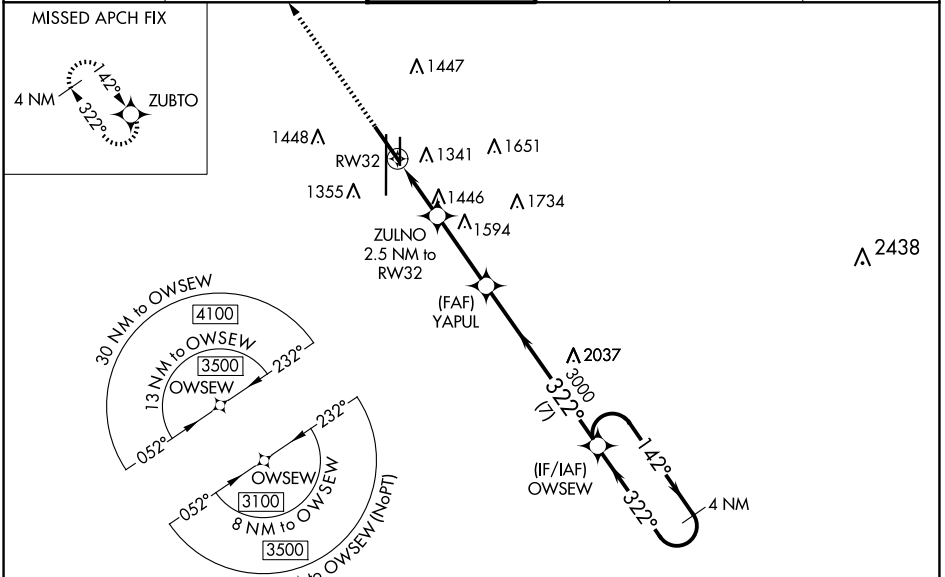 MISSED APCH FIX
142°
4 NM
ZUBTO
322°
1447
1448
RW32
1341
1651
1355
1446
1734
ZULNO
2.5 NM to
RW32
1594
2438
(FAF)
YAPUL
30 NM to OWSEW
4100
13 NM to OWSEW
3500
232°
OWSEW
052°
2037
3000
322°
(7)
232°
OWSEW
052°
3100
8 NM to OWSEW
3500
to OWSEW (NoPT)
(IF/IAF)
OWSEW
142°
322°
4 NM